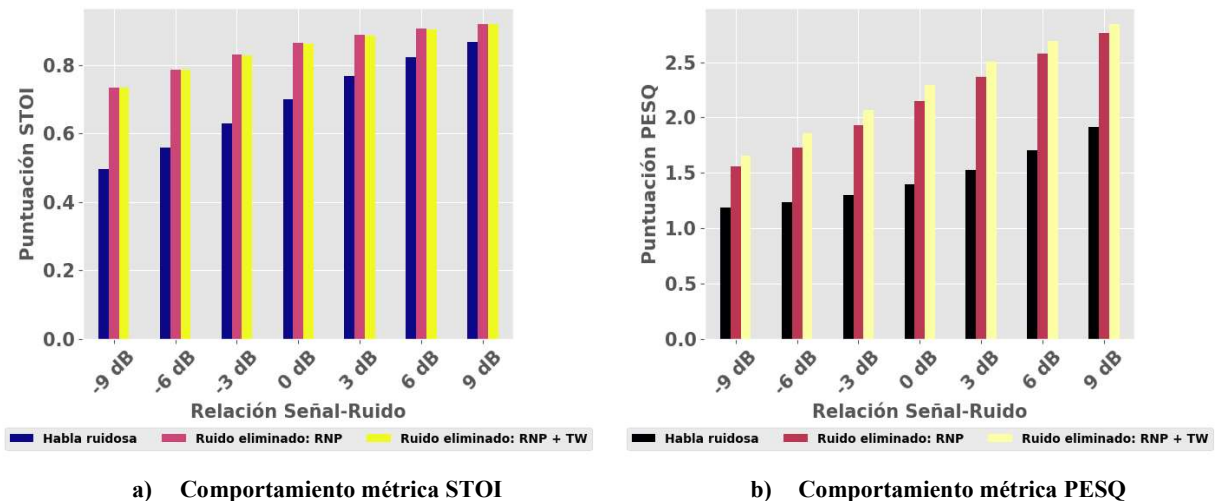 Puntuación STOI
0.8
0.6
0.4
0.2
0.0
-9 dB
-6 dB
-3 dB
0 dB
3 dB
6 dB
9 dB
Relación Señal-Ruido
Habla ruidosa
Ruido eliminado: RNP
Ruido eliminado: RNP + TW
a) Comportamiento métrica STOI
Puntuación PESQ
2.5
2.0
1.5
1.0
0.5
0.0
-9 dB
-6 dB
-3 dB
0 dB
3 dB
6 dB
9 dB
Relación Señal-Ruido
Habla ruidosa
Ruido eliminado: RNP
Ruido eliminado: RNP + TW
b) Comportamiento métrica PESQ